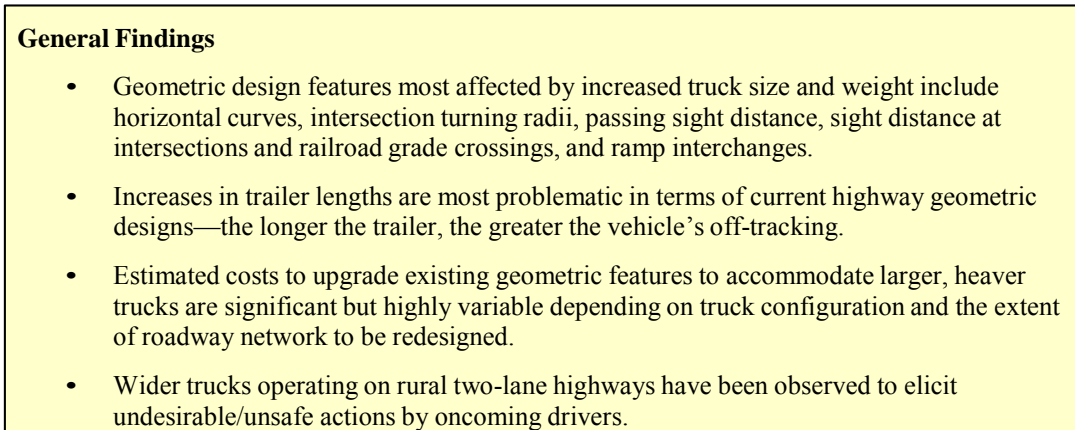 General Findings
• Geometric design features most affected by increased truck size and weight include
horizontal curves, intersection turning radii, passing sight distance, sight distance at
intersections and railroad grade crossings, and ramp interchanges.
• Increases in trailer lengths are most problematic in terms of current highway geometric
designs—the longer the trailer, the greater the vehicle’s off-tracking.
• Estimated costs to upgrade existing geometric features to accommodate larger, heaver
trucks are significant but highly variable depending on truck configuration and the extent
of roadway network to be redesigned.
• Wider trucks operating on rural two-lane highways have been observed to elicit
undesirable/unsafe actions by oncoming drivers.